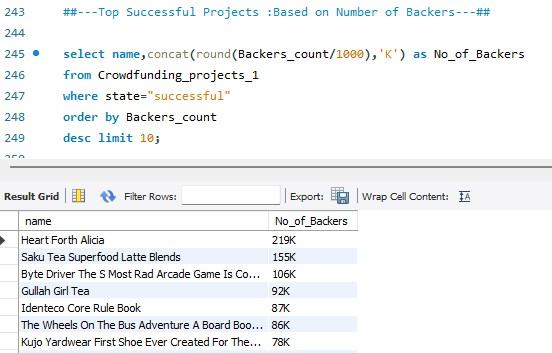 243 ##---Top Successful Projects :Based on Number of Backers---##
244
245 select name,concat(round(Backers_count/1000),'K') as No_of_Backers
246 from Crowdfunding_projects_1
247 where state="successful"
248 order by Backers_count
249 desc limit 10;
Result Grid Filter Rows: Export: Wrap Cell Content:
name No_of_Backers
Heart Forth Alicia 219K
Saku Tea Superfood Latte Blends 155K
Byte Driver The S Most Rad Arcade Game Is Co... 106K
Gullah Girl Tea 92K
Identeco Core Rule Book 87K
The Wheels On The Bus Adventure A Board Boo... 86K
Kujo Yardwear First Shoe Ever Created For The... 78K